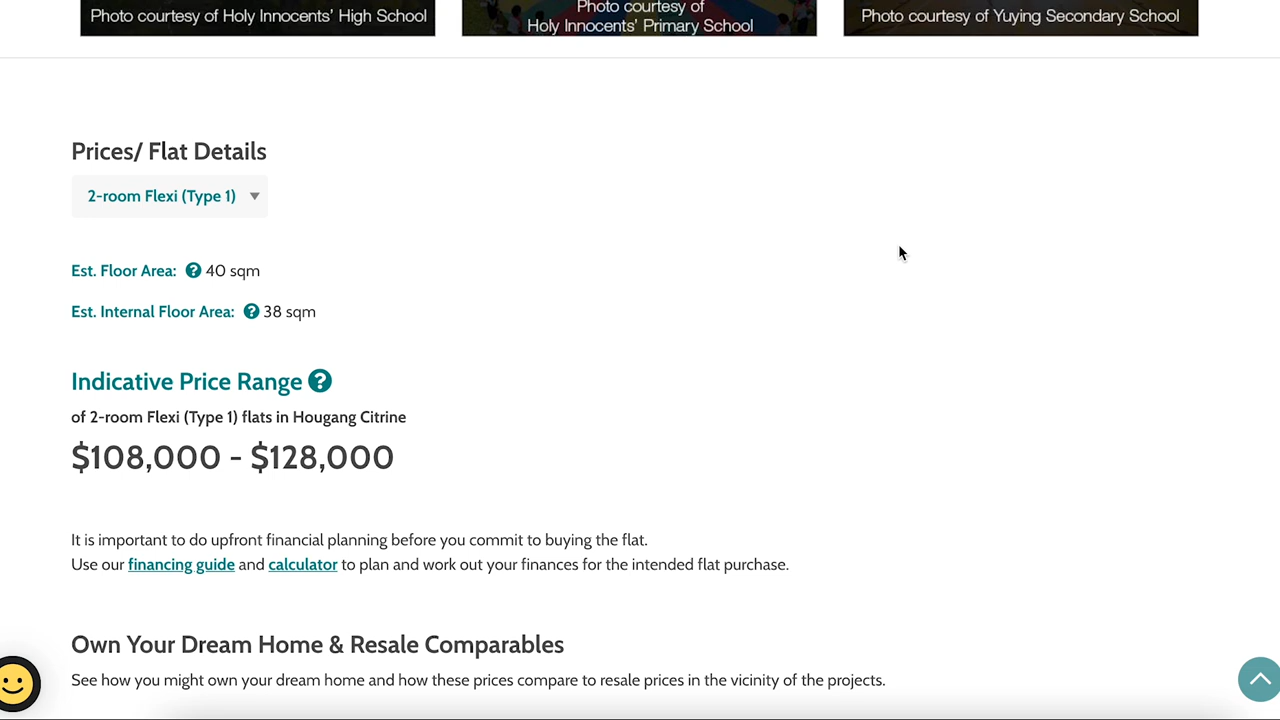 Photo courtesy of Holy Innocents' High School
Photo courtesy of
Holy Innocents' Primary School
Photo courtesy of Yuying Secondary School
Prices/ Flat Details
2-room Flexi (Type 1)
Est. Floor Area: ? 40 sqm
Est. Internal Floor Area: ? 38 sqm
Indicative Price Range ?
of 2-room Flexi (Type 1) flats in Hougang Citrine
$108,000 - $128,000
It is important to do upfront financial planning before you commit to buying the flat.
Use our financing guide and calculator to plan and work out your finances for the intended flat purchase.
Own Your Dream Home & Resale Comparables
See how you might own your dream home and how these prices compare to resale prices in the vicinity of the projects.